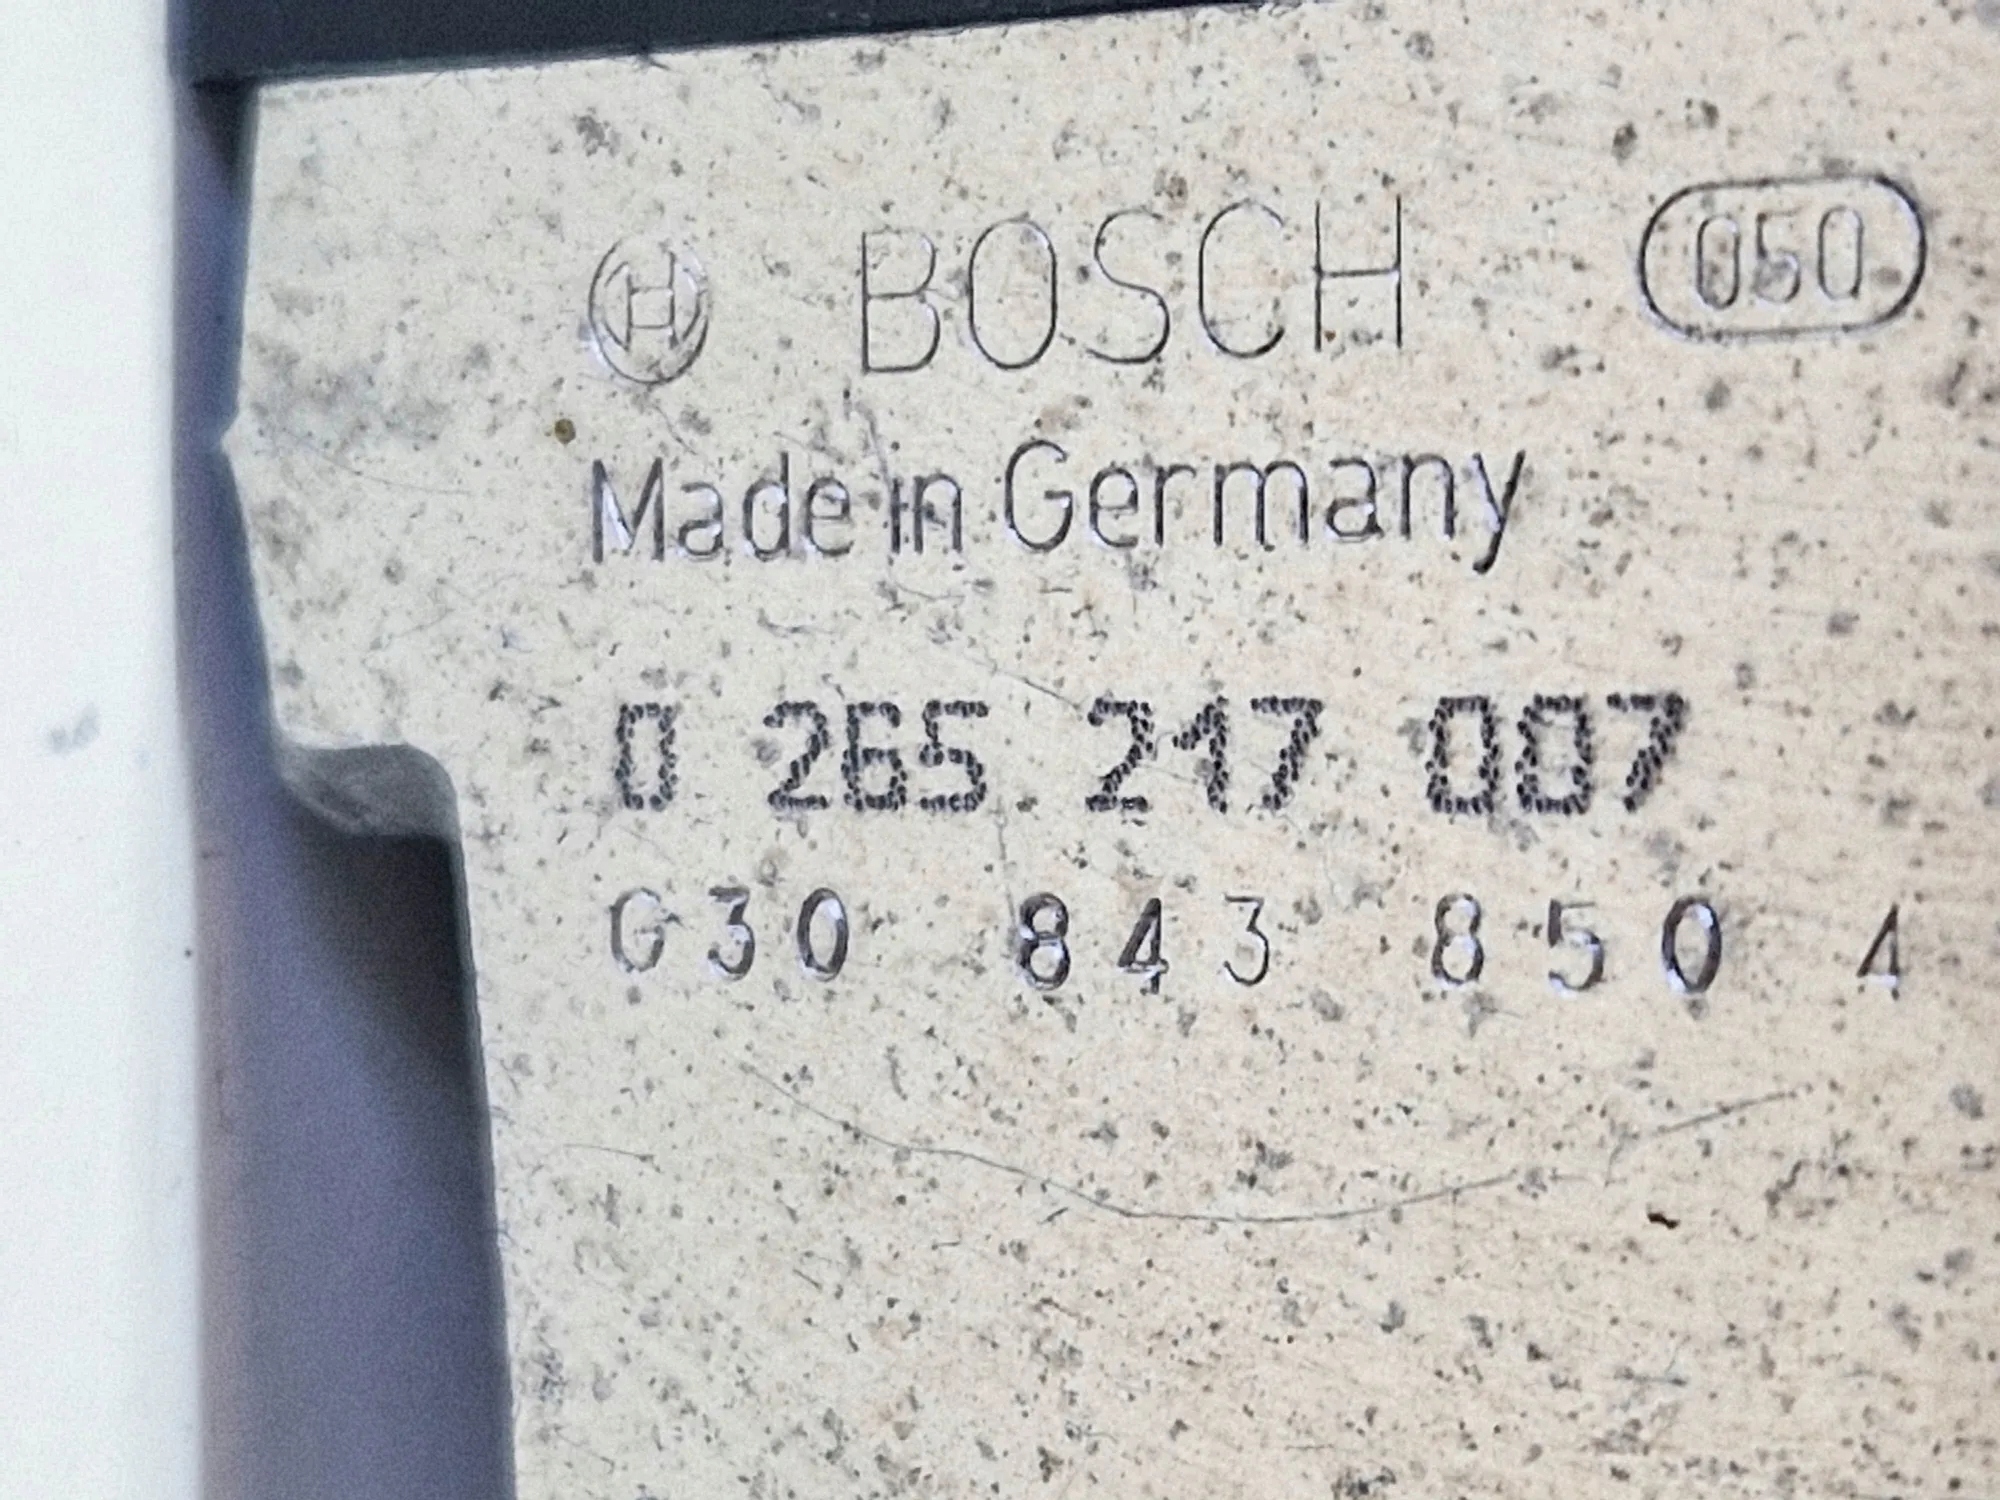 H BOSCH 050
Made in Germany
0 265 217 007
G30 843 850 4